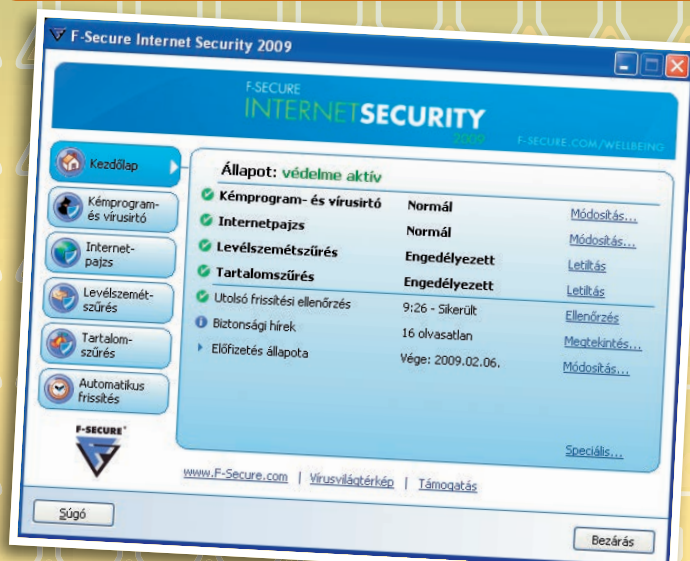 F-Secure Internet Security 2009
F-SECURE
INTERNETSECURITY
2009
F-SECURE.COM/WELLBEING
Kezdőlap
Kémprogram-
és vírusirtó
Internet-
pajzs
Levélszemét-
szűrés
Tartalom-
szűrés
Automatikus
frissítés
F-SECURE
Állapot: védelme aktív
Kémprogram- és vírusirtó Normál Módosítás...
Internetpajzs Normál Módosítás...
Levélszemétszűrés Engedélyezett Letiltás
Tartalomszűrés Engedélyezett Letiltás
Utolsó frissítési ellenőrzés 9:26 - Sikerült Ellenőrzés
Biztonsági hírek 16 olvasatlan Megtekintés...
Előfizetés állapota Vége: 2009.02.06. Módosítás...
Speciális...
www.F-Secure.com | Vírusvilágtérkép | Támogatás
Súgó
Bezárás